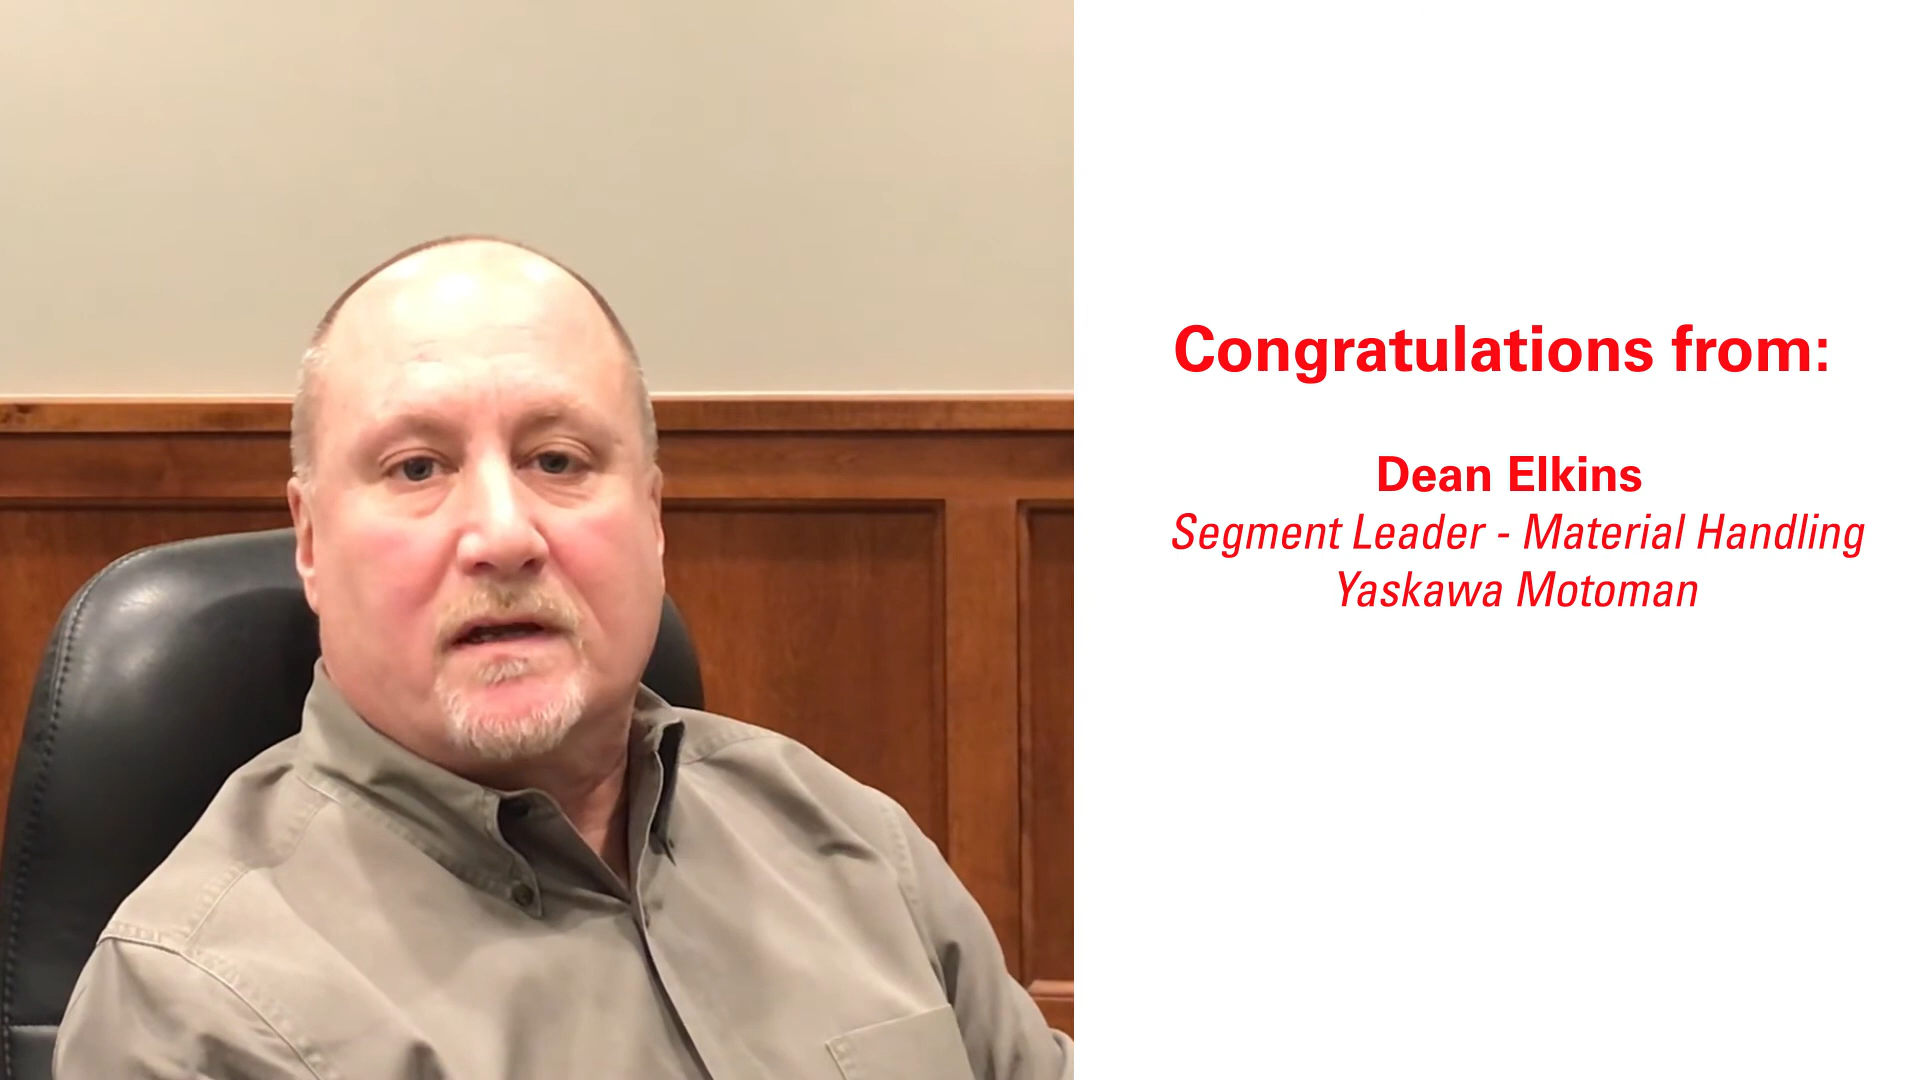 Congratulations from:
Dean Elkins
Segment Leader - Material Handling
Yaskawa Motoman